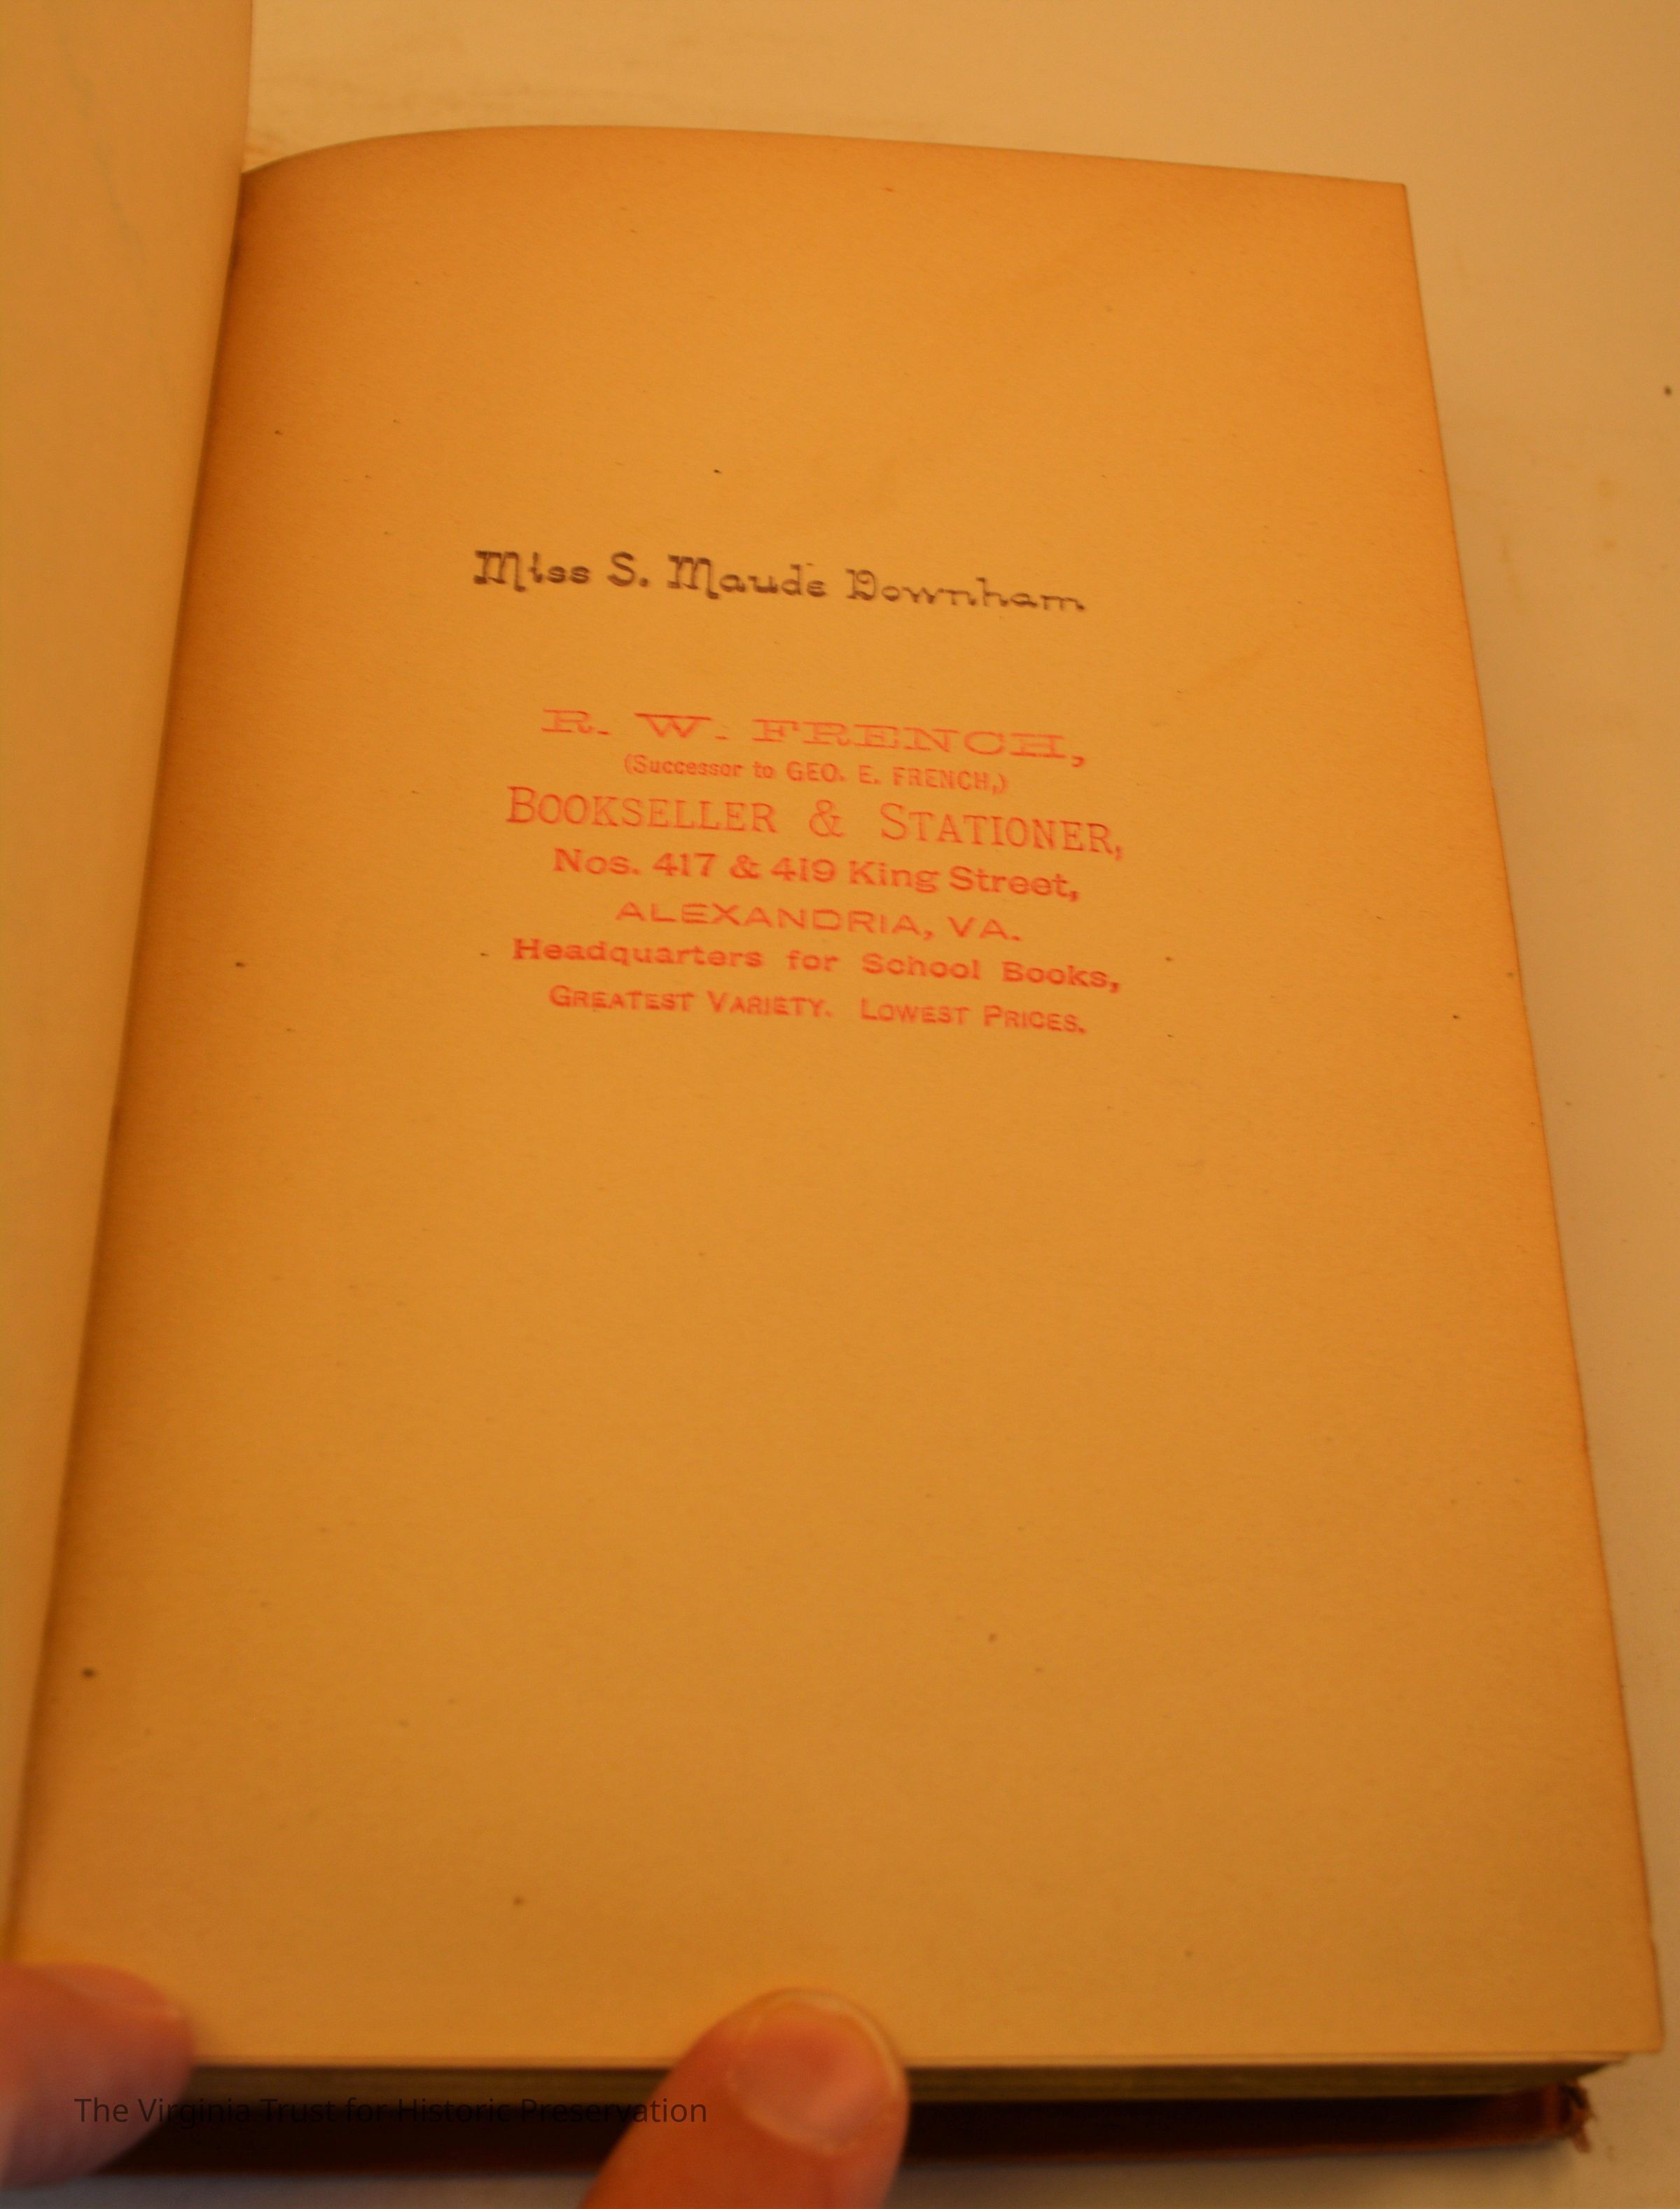 Miss S. Maude Downham
R. W. FRENCH,
(Successor to GEO. E. FRENCH,)
BOOKSELLER & STATIONER,
Nos. 417 & 419 King Street,
ALEXANDRIA, VA.
Headquarters for School Books,
GREATEST VARIETY. LOWEST PRICES.
The Virginia Trust for Historic Preservation